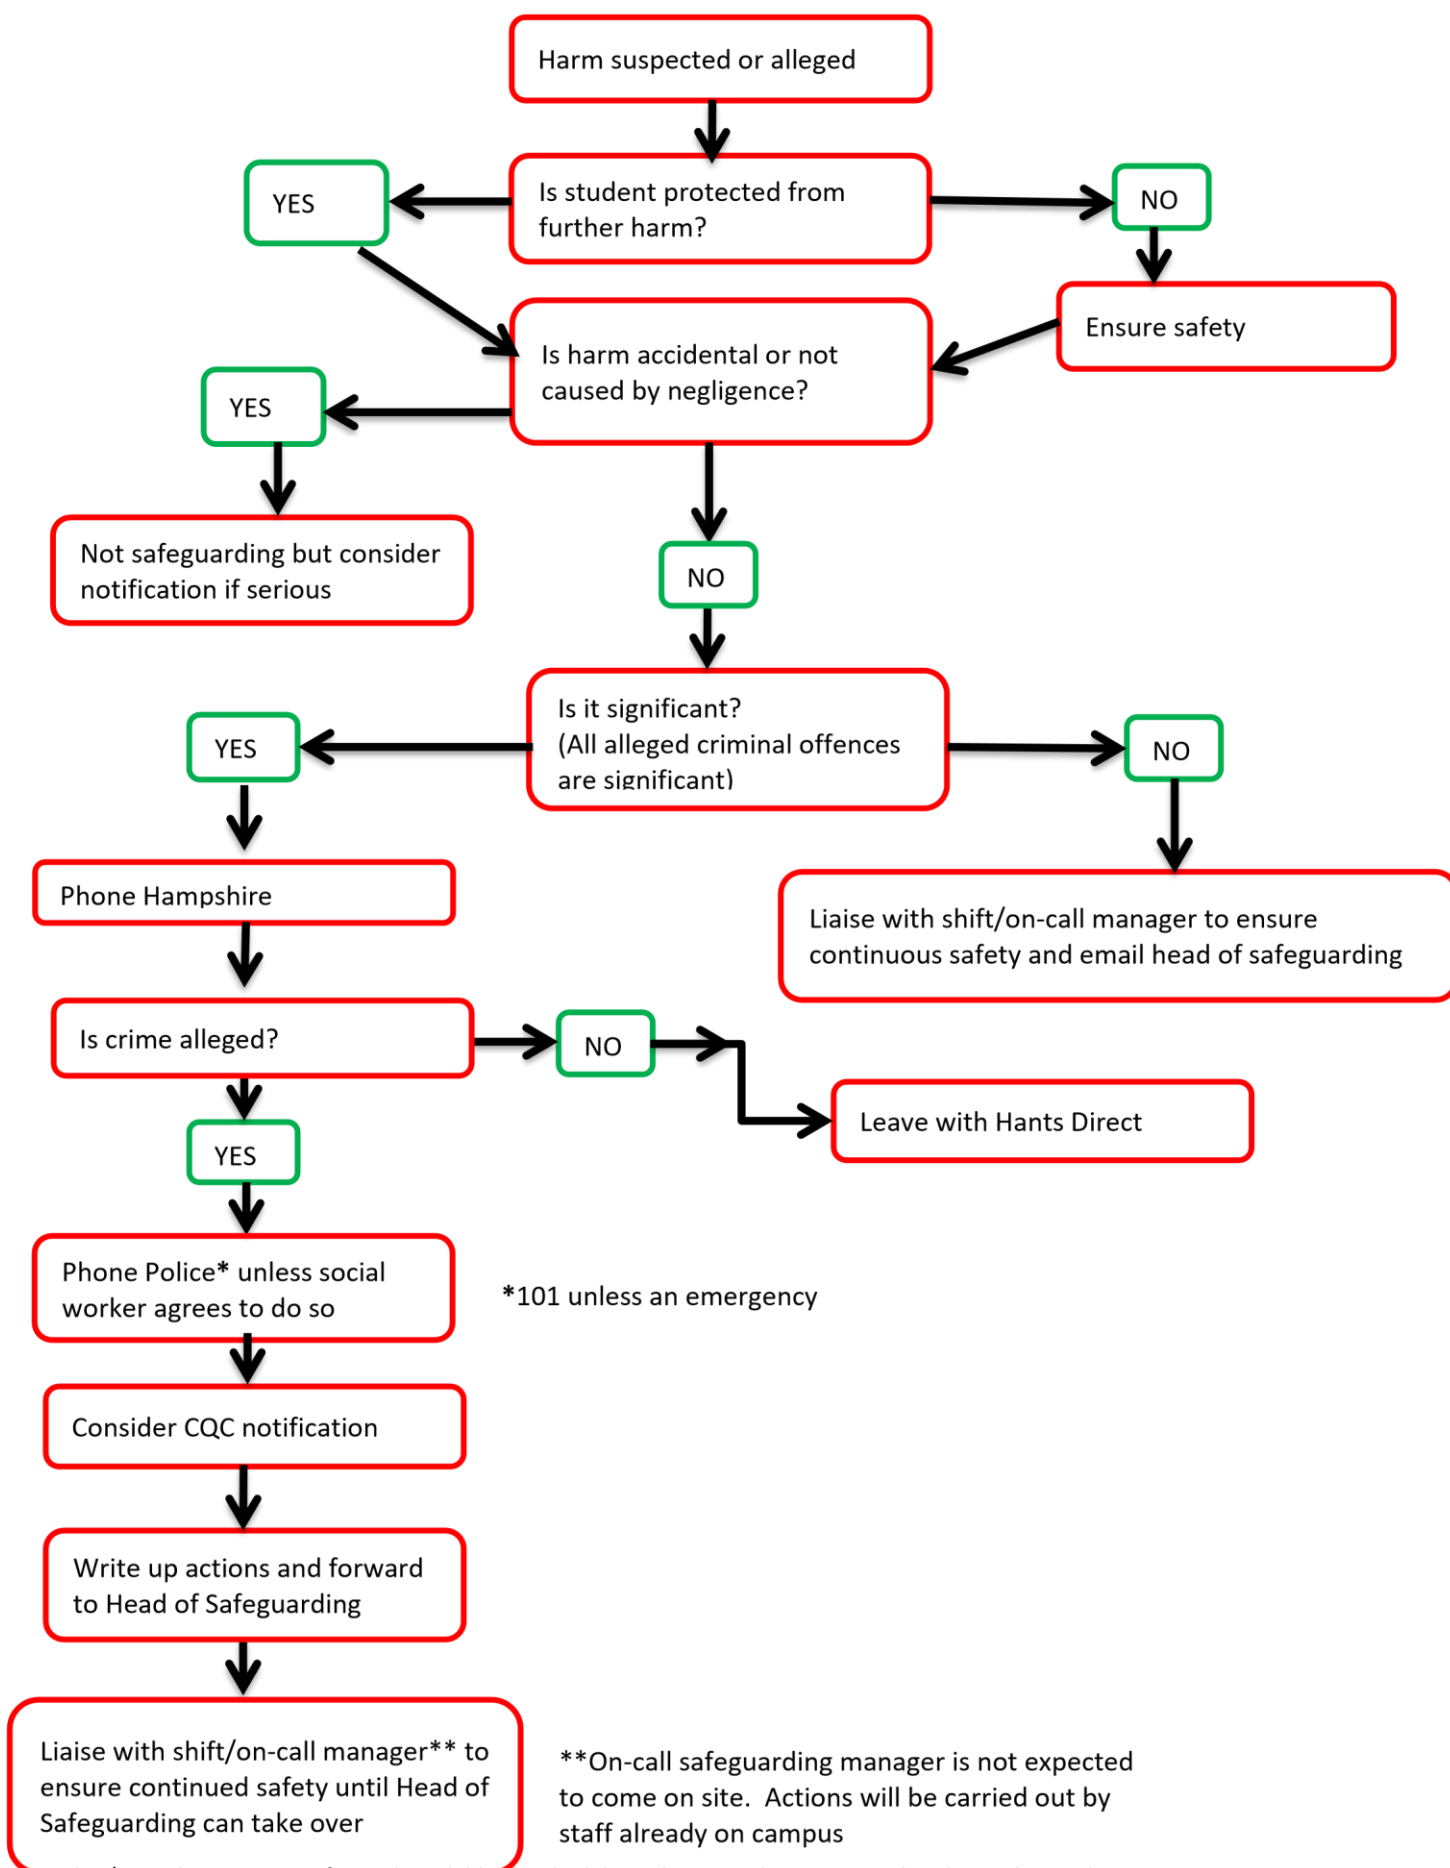 Harm suspected or alleged
Is student protected from
further harm?
YES
NO
Ensure safety
Is harm accidental or not
caused by negligence?
YES
Not safeguarding but consider
notification if serious
NO
Is it significant?
(All alleged criminal offences
are significant)
YES
NO
Phone Hampshire
Liaise with shift/on-call manager to ensure
continuous safety and email head of safeguarding
Is crime alleged?
NO
Leave with Hants Direct
YES
Phone Police* unless social
worker agrees to do so
*101 unless an emergency
Consider CQC notification
Write up actions and forward
to Head of Safeguarding
Liaise with shift/on-call manager** to
ensure continued safety until Head of
Safeguarding can take over
**On-call safeguarding manager is not expected
to come on site. Actions will be carried out by
staff already on campus